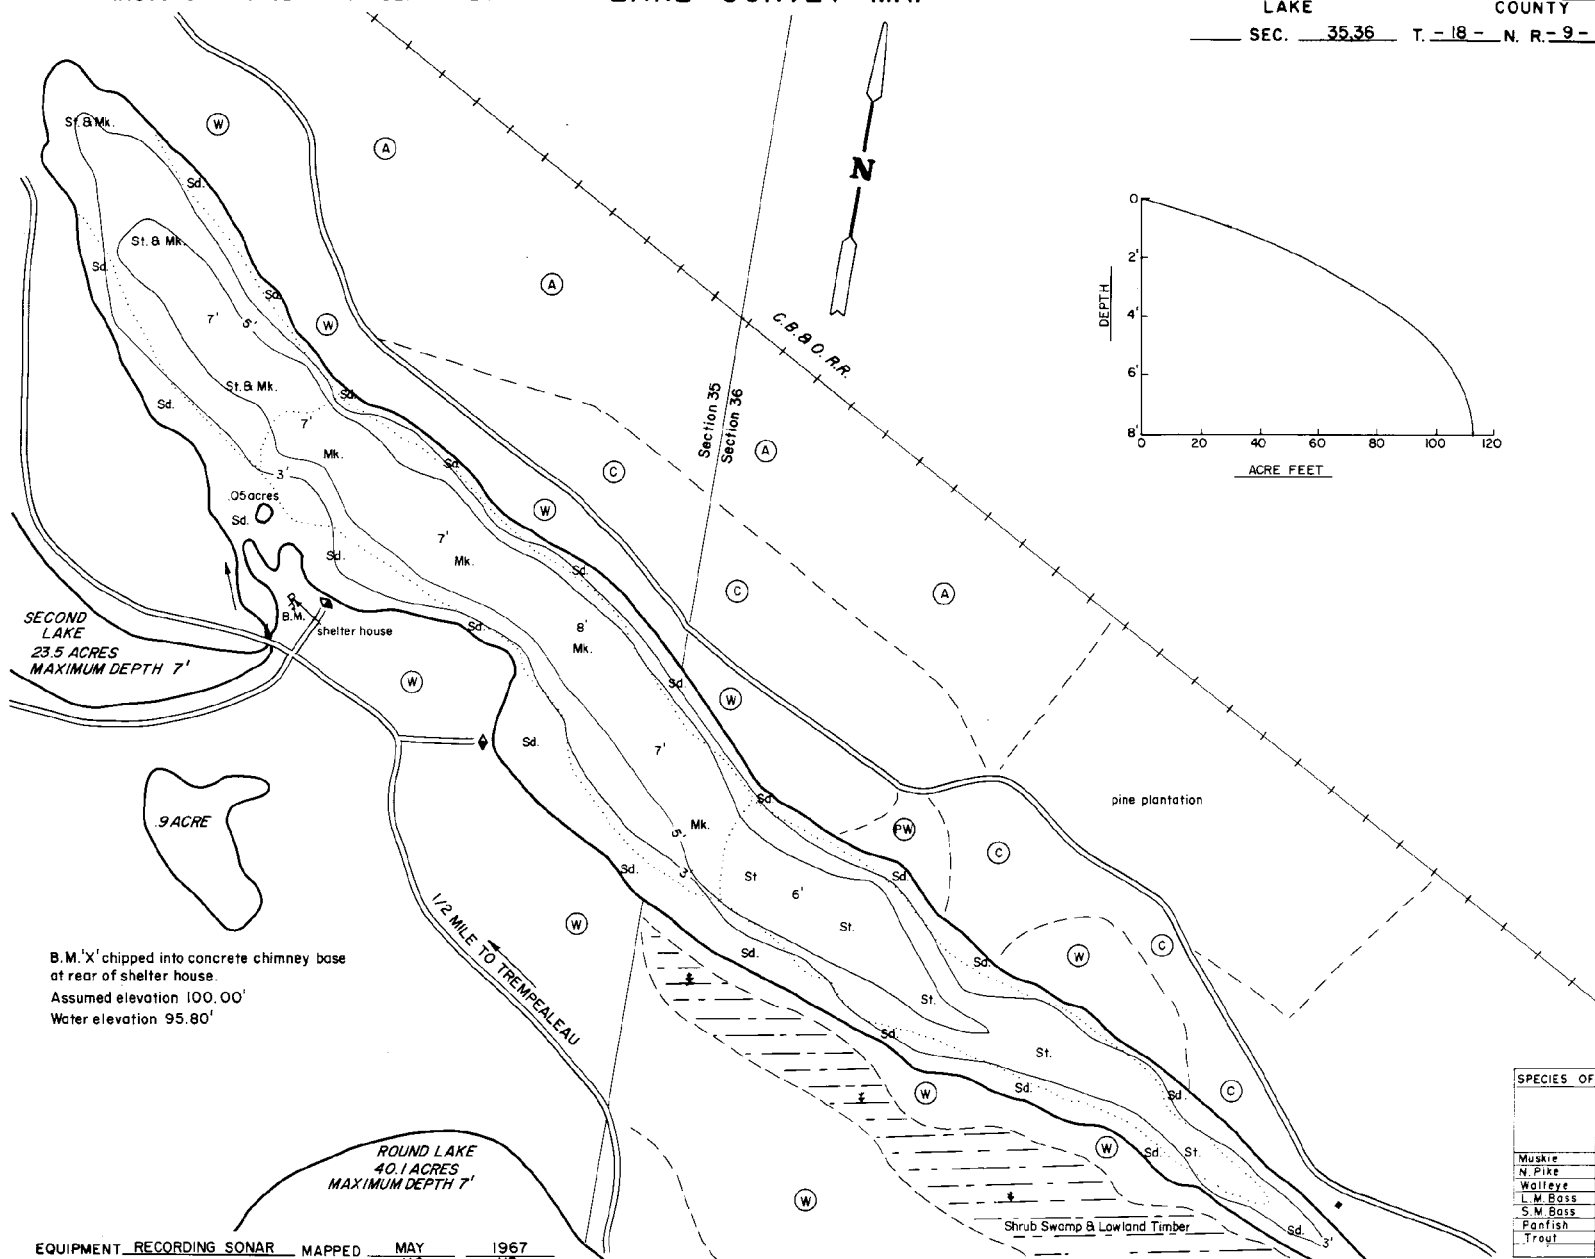 LAKE SURVEY MAP
LAKE COUNTY
SEC. 35,36 T. - 18 - N. R. - 9 -
N
St. & Mk.
W
A
Sd.
Sd.
St. & Mk.
Sd.
W
A
7'
5'
St. & Mk.
Sd.
Sd.
7'
Mk.
Sd.
3'
.05 acres
Sd.
Sd.
7'
Mk.
W
C
A
C.B.&Q.R.R.
Section 35
Section 36
DEPTH
0
2'
4'
6'
8'
0 20 40 60 80 100 120
ACRE FEET
Sd.
C
A
SECOND
LAKE
23.5 ACRES
MAXIMUM DEPTH 7'
B.M.
shelter house
Sd.
8'
Mk.
W
Sd.
W
Sd.
7'
Sd.
pine plantation
.9 ACRE
Mk.
5'
3'
PW
C
Sd.
St
6'
Sd.
W
St.
1/2 MILE TO TREMPEALEAU
Sd.
Sd.
W
C
B.M. 'X' chipped into concrete chimney base
at rear of shelter house.
Assumed elevation 100.00'
Water elevation 95.80'
St.
Sd.
St.
Sd.
W
Sd.
C
SPECIES OF
Muskie
N. Pike
Walleye
L.M. Bass
S.M. Bass
Panfish
Trout
ROUND LAKE
40.1 ACRES
MAXIMUM DEPTH 7'
W
Sd.
St.
W
Shrub Swamp & Lowland Timber
Sd.
3'
EQUIPMENT RECORDING SONAR MAPPED MAY 1967